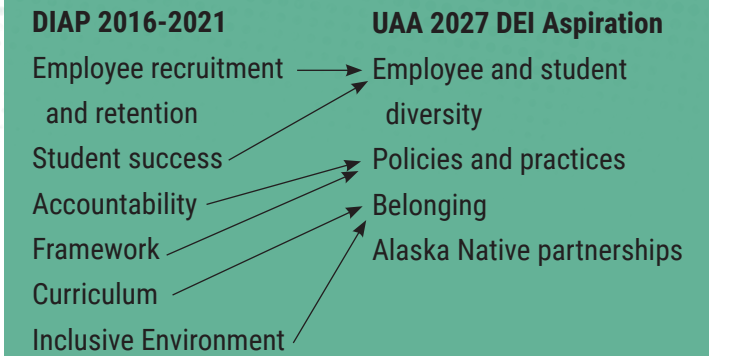 DIAP 2016-2021
Employee recruitment
and retention
Student success
Accountability
Framework
Curriculum
Inclusive Environment
UAA 2027 DEI Aspiration
Employee and student
diversity
Policies and practices
Belonging
Alaska Native partnerships